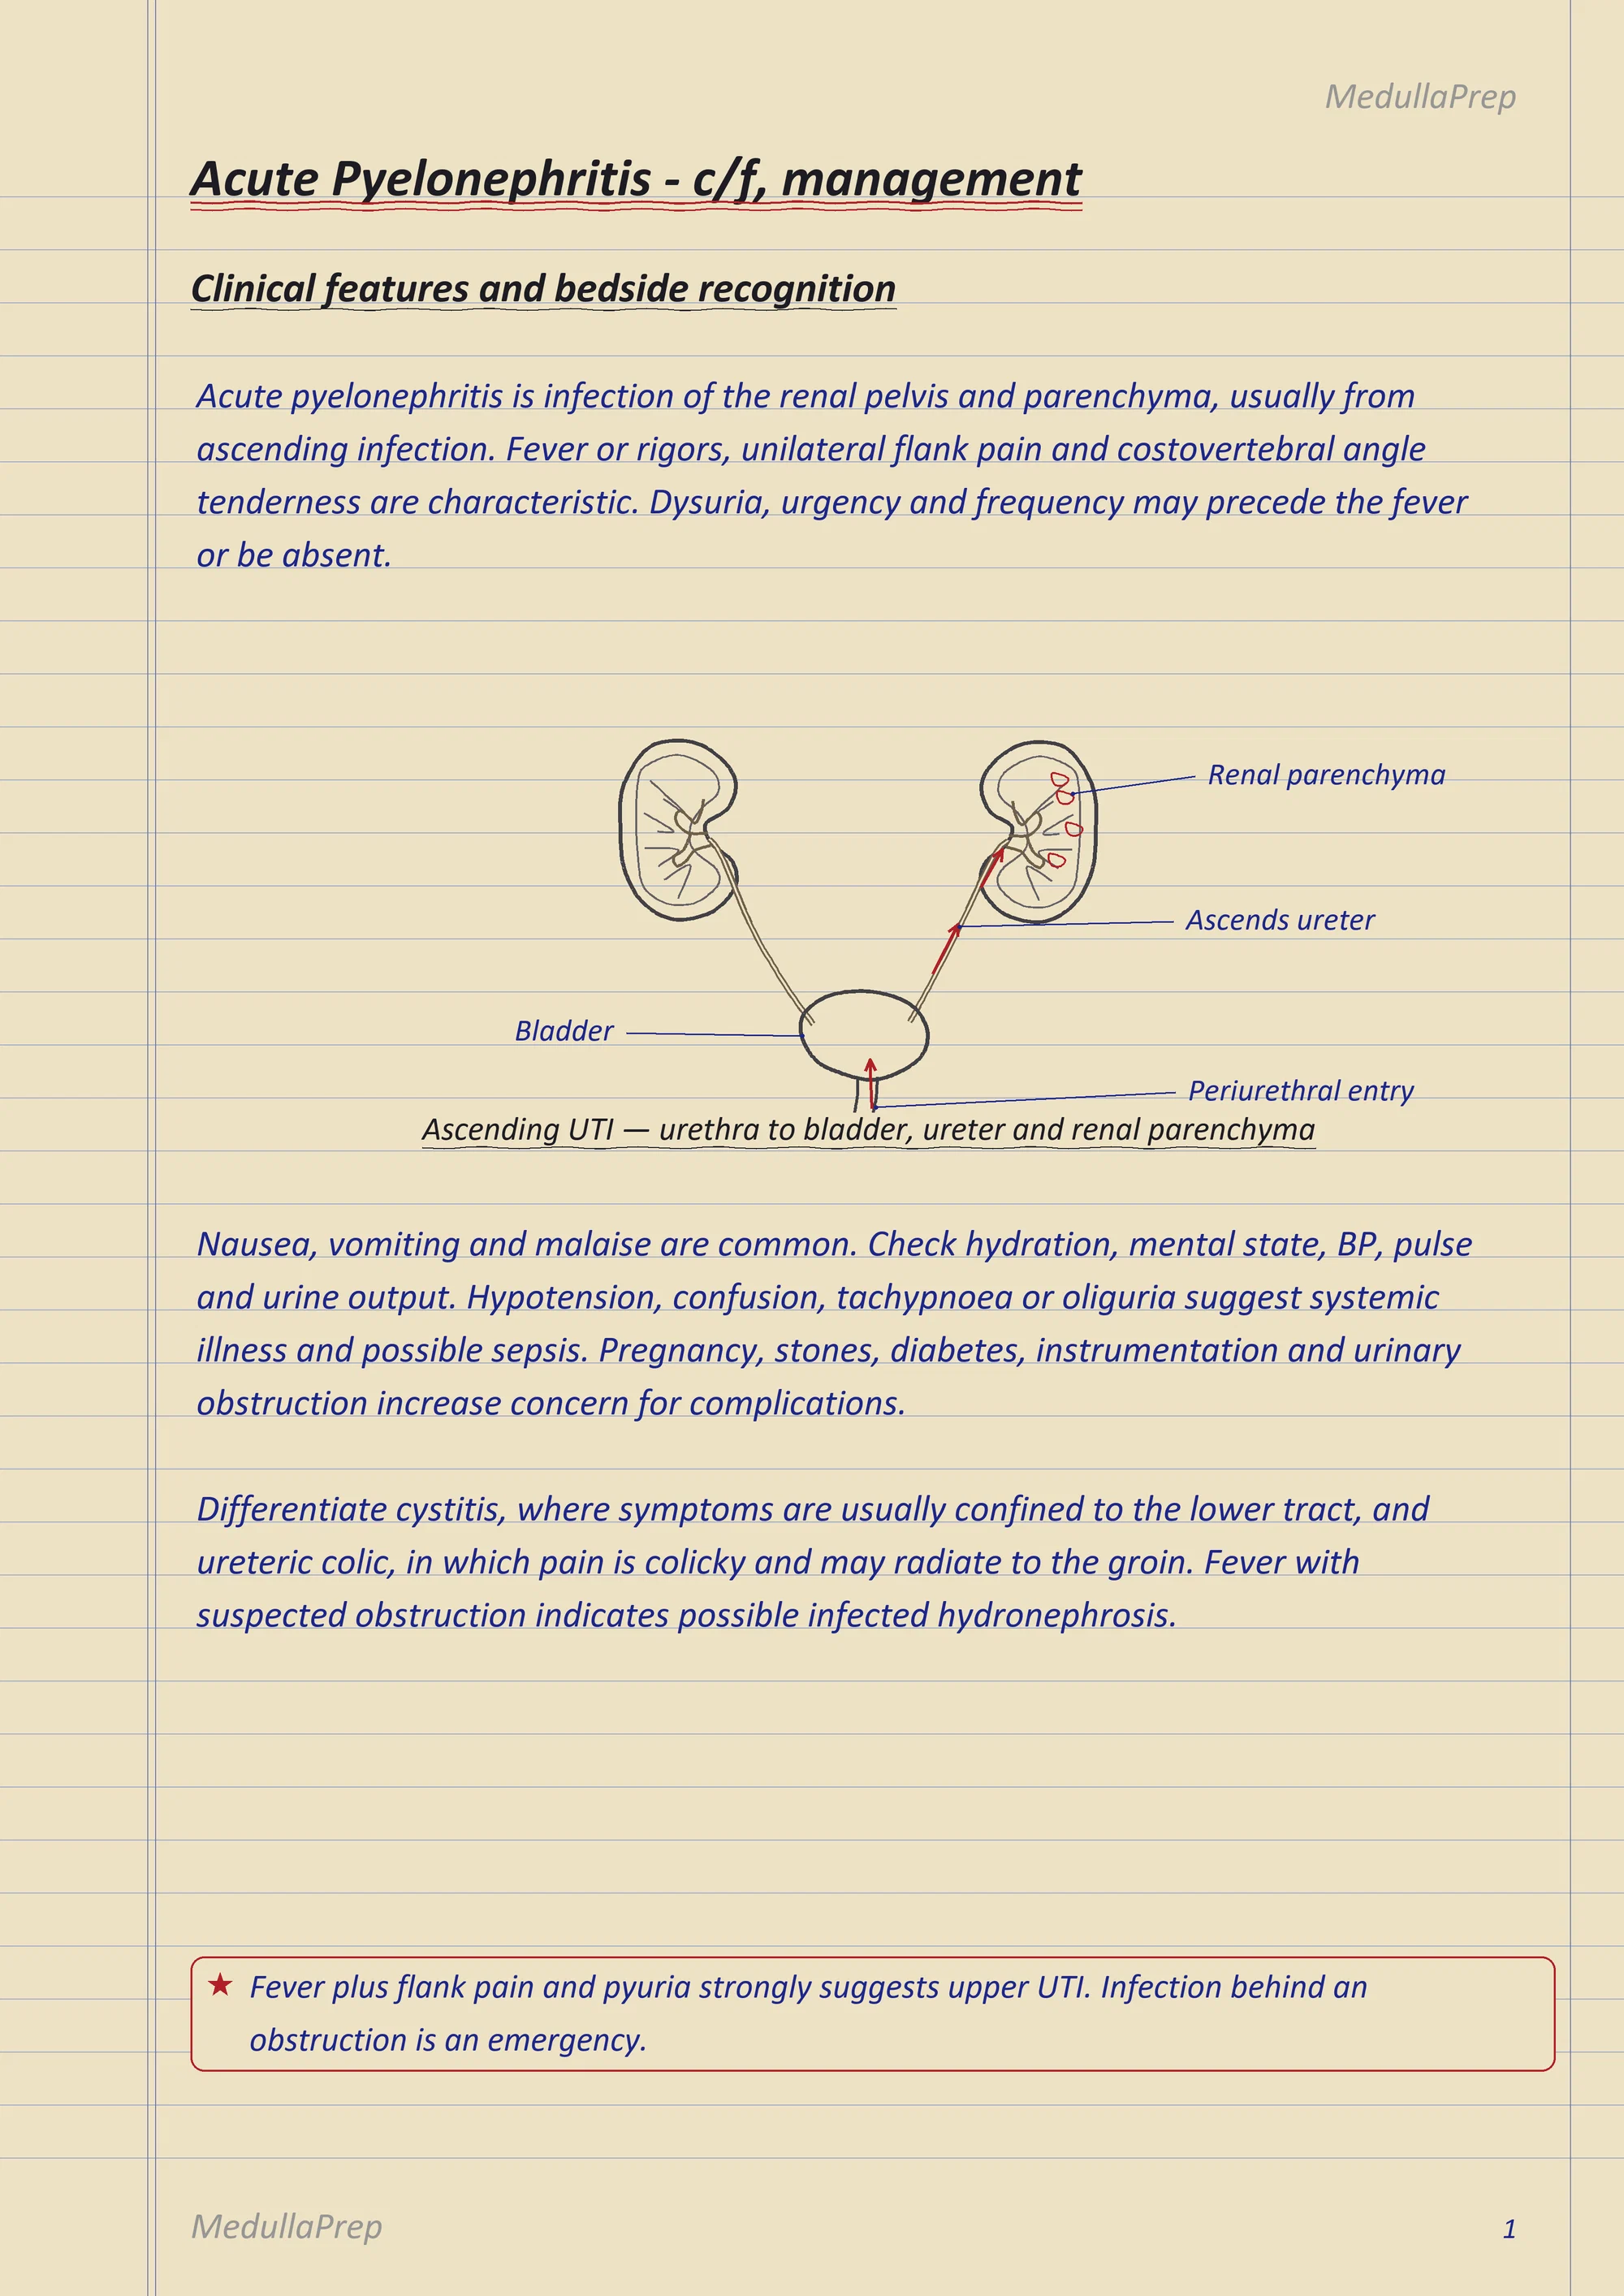 MedullaPrep
Acute Pyelonephritis - c/f, management
Clinical features and bedside recognition
Acute pyelonephritis is infection of the renal pelvis and parenchyma, usually from
ascending infection. Fever or rigors, unilateral flank pain and costovertebral angle
tenderness are characteristic. Dysuria, urgency and frequency may precede the fever
or be absent.
Renal parenchyma
Ascends ureter
Bladder
Periurethral entry
Ascending UTI — urethra to bladder, ureter and renal parenchyma
Nausea, vomiting and malaise are common. Check hydration, mental state, BP, pulse
and urine output. Hypotension, confusion, tachypnoea or oliguria suggest systemic
illness and possible sepsis. Pregnancy, stones, diabetes, instrumentation and urinary
obstruction increase concern for complications.
Differentiate cystitis, where symptoms are usually confined to the lower tract, and
ureteric colic, in which pain is colicky and may radiate to the groin. Fever with
suspected obstruction indicates possible infected hydronephrosis.
★ Fever plus flank pain and pyuria strongly suggests upper UTI. Infection behind an
obstruction is an emergency.
MedullaPrep
1